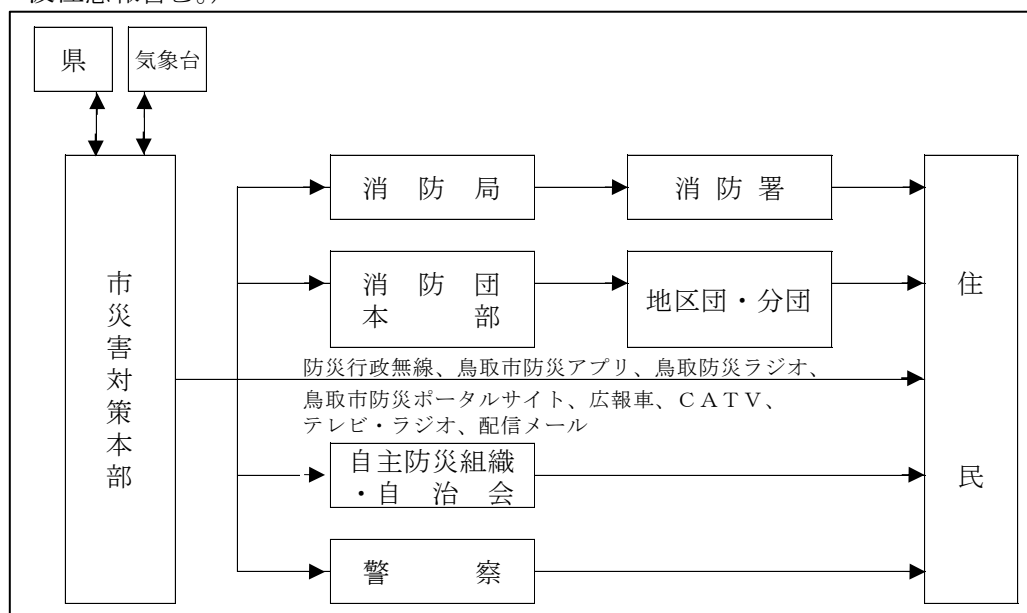 県
気象台
市災害対策本部
消防局
消防署
消防団
本部
地区団・分団
防災行政無線、鳥取市防災アプリ、鳥取防災ラジオ、
鳥取市防災ポータルサイト、広報車、ＣＡＴＶ、
テレビ・ラジオ、配信メール
自主防災組織
・自治会
警察
住民